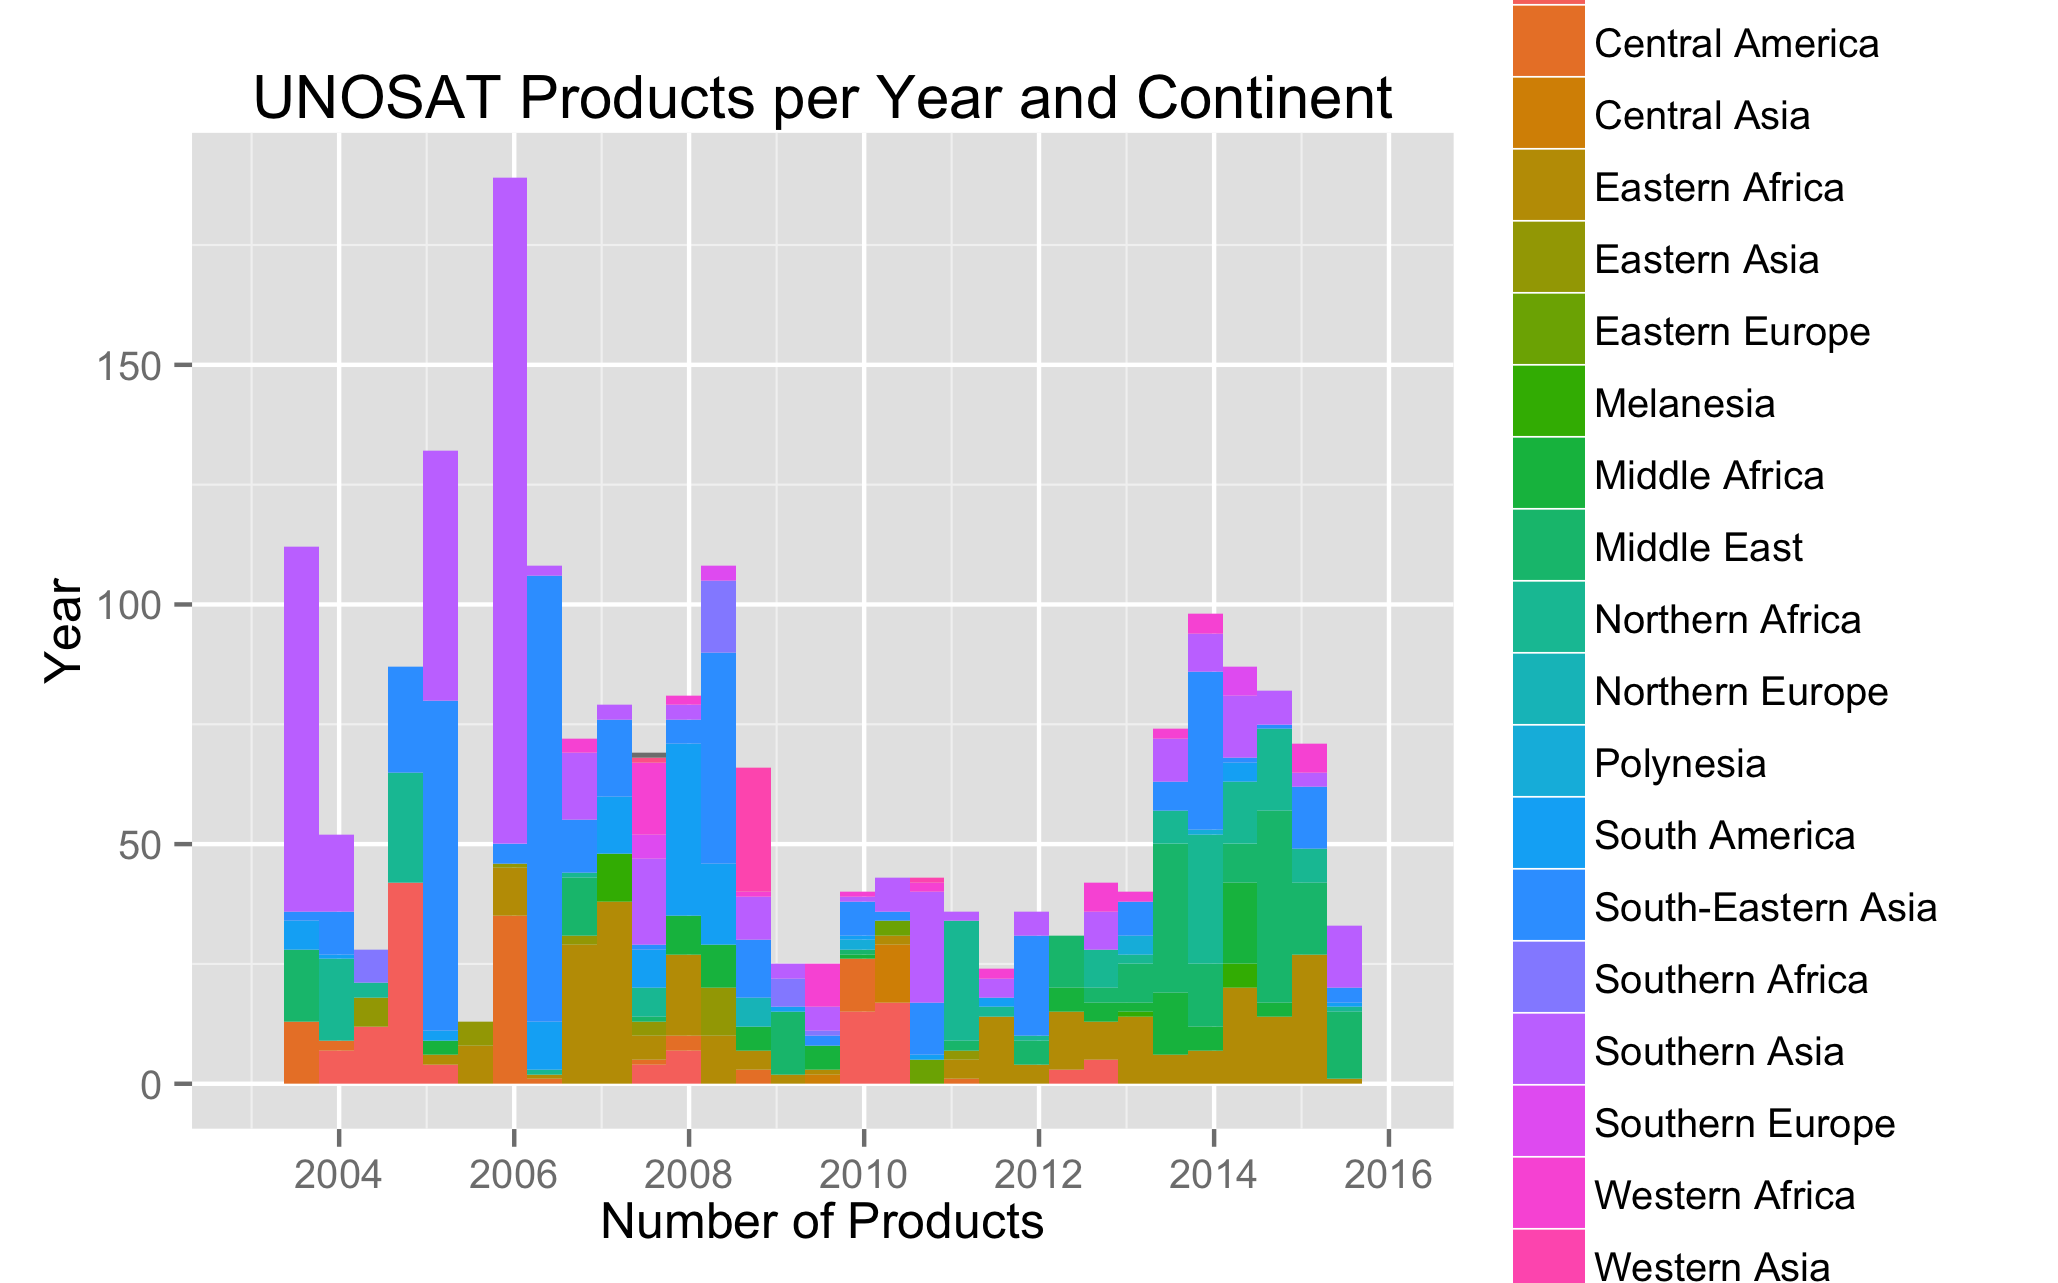 UNOSAT Products per Year and Continent
Year
150
100
50
0
2004 2006 2008 2010 2012 2014 2016
Number of Products
Central America
Central Asia
Eastern Africa
Eastern Asia
Eastern Europe
Melanesia
Middle Africa
Middle East
Northern Africa
Northern Europe
Polynesia
South America
South-Eastern Asia
Southern Africa
Southern Asia
Southern Europe
Western Africa
Western Asia